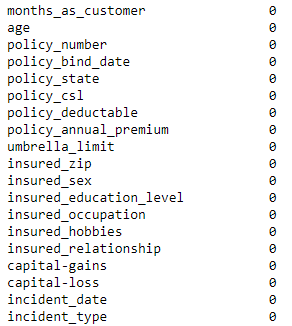 months_as_customer 0
age 0
policy_number 0
policy_bind_date 0
policy_state 0
policy_csl 0
policy_deductable 0
policy_annual_premium 0
umbrella_limit 0
insured_zip 0
insured_sex 0
insured_education_level 0
insured_occupation 0
insured_hobbies 0
insured_relationship 0
capital-gains 0
capital-loss 0
incident_date 0
incident_type 0